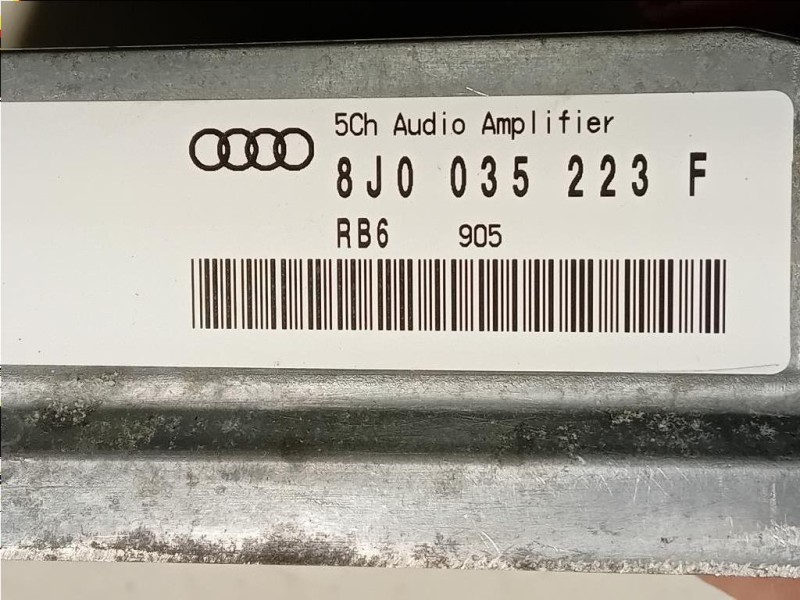 5Ch Audio Amplifier
8J0 035 223 F
RB6 905